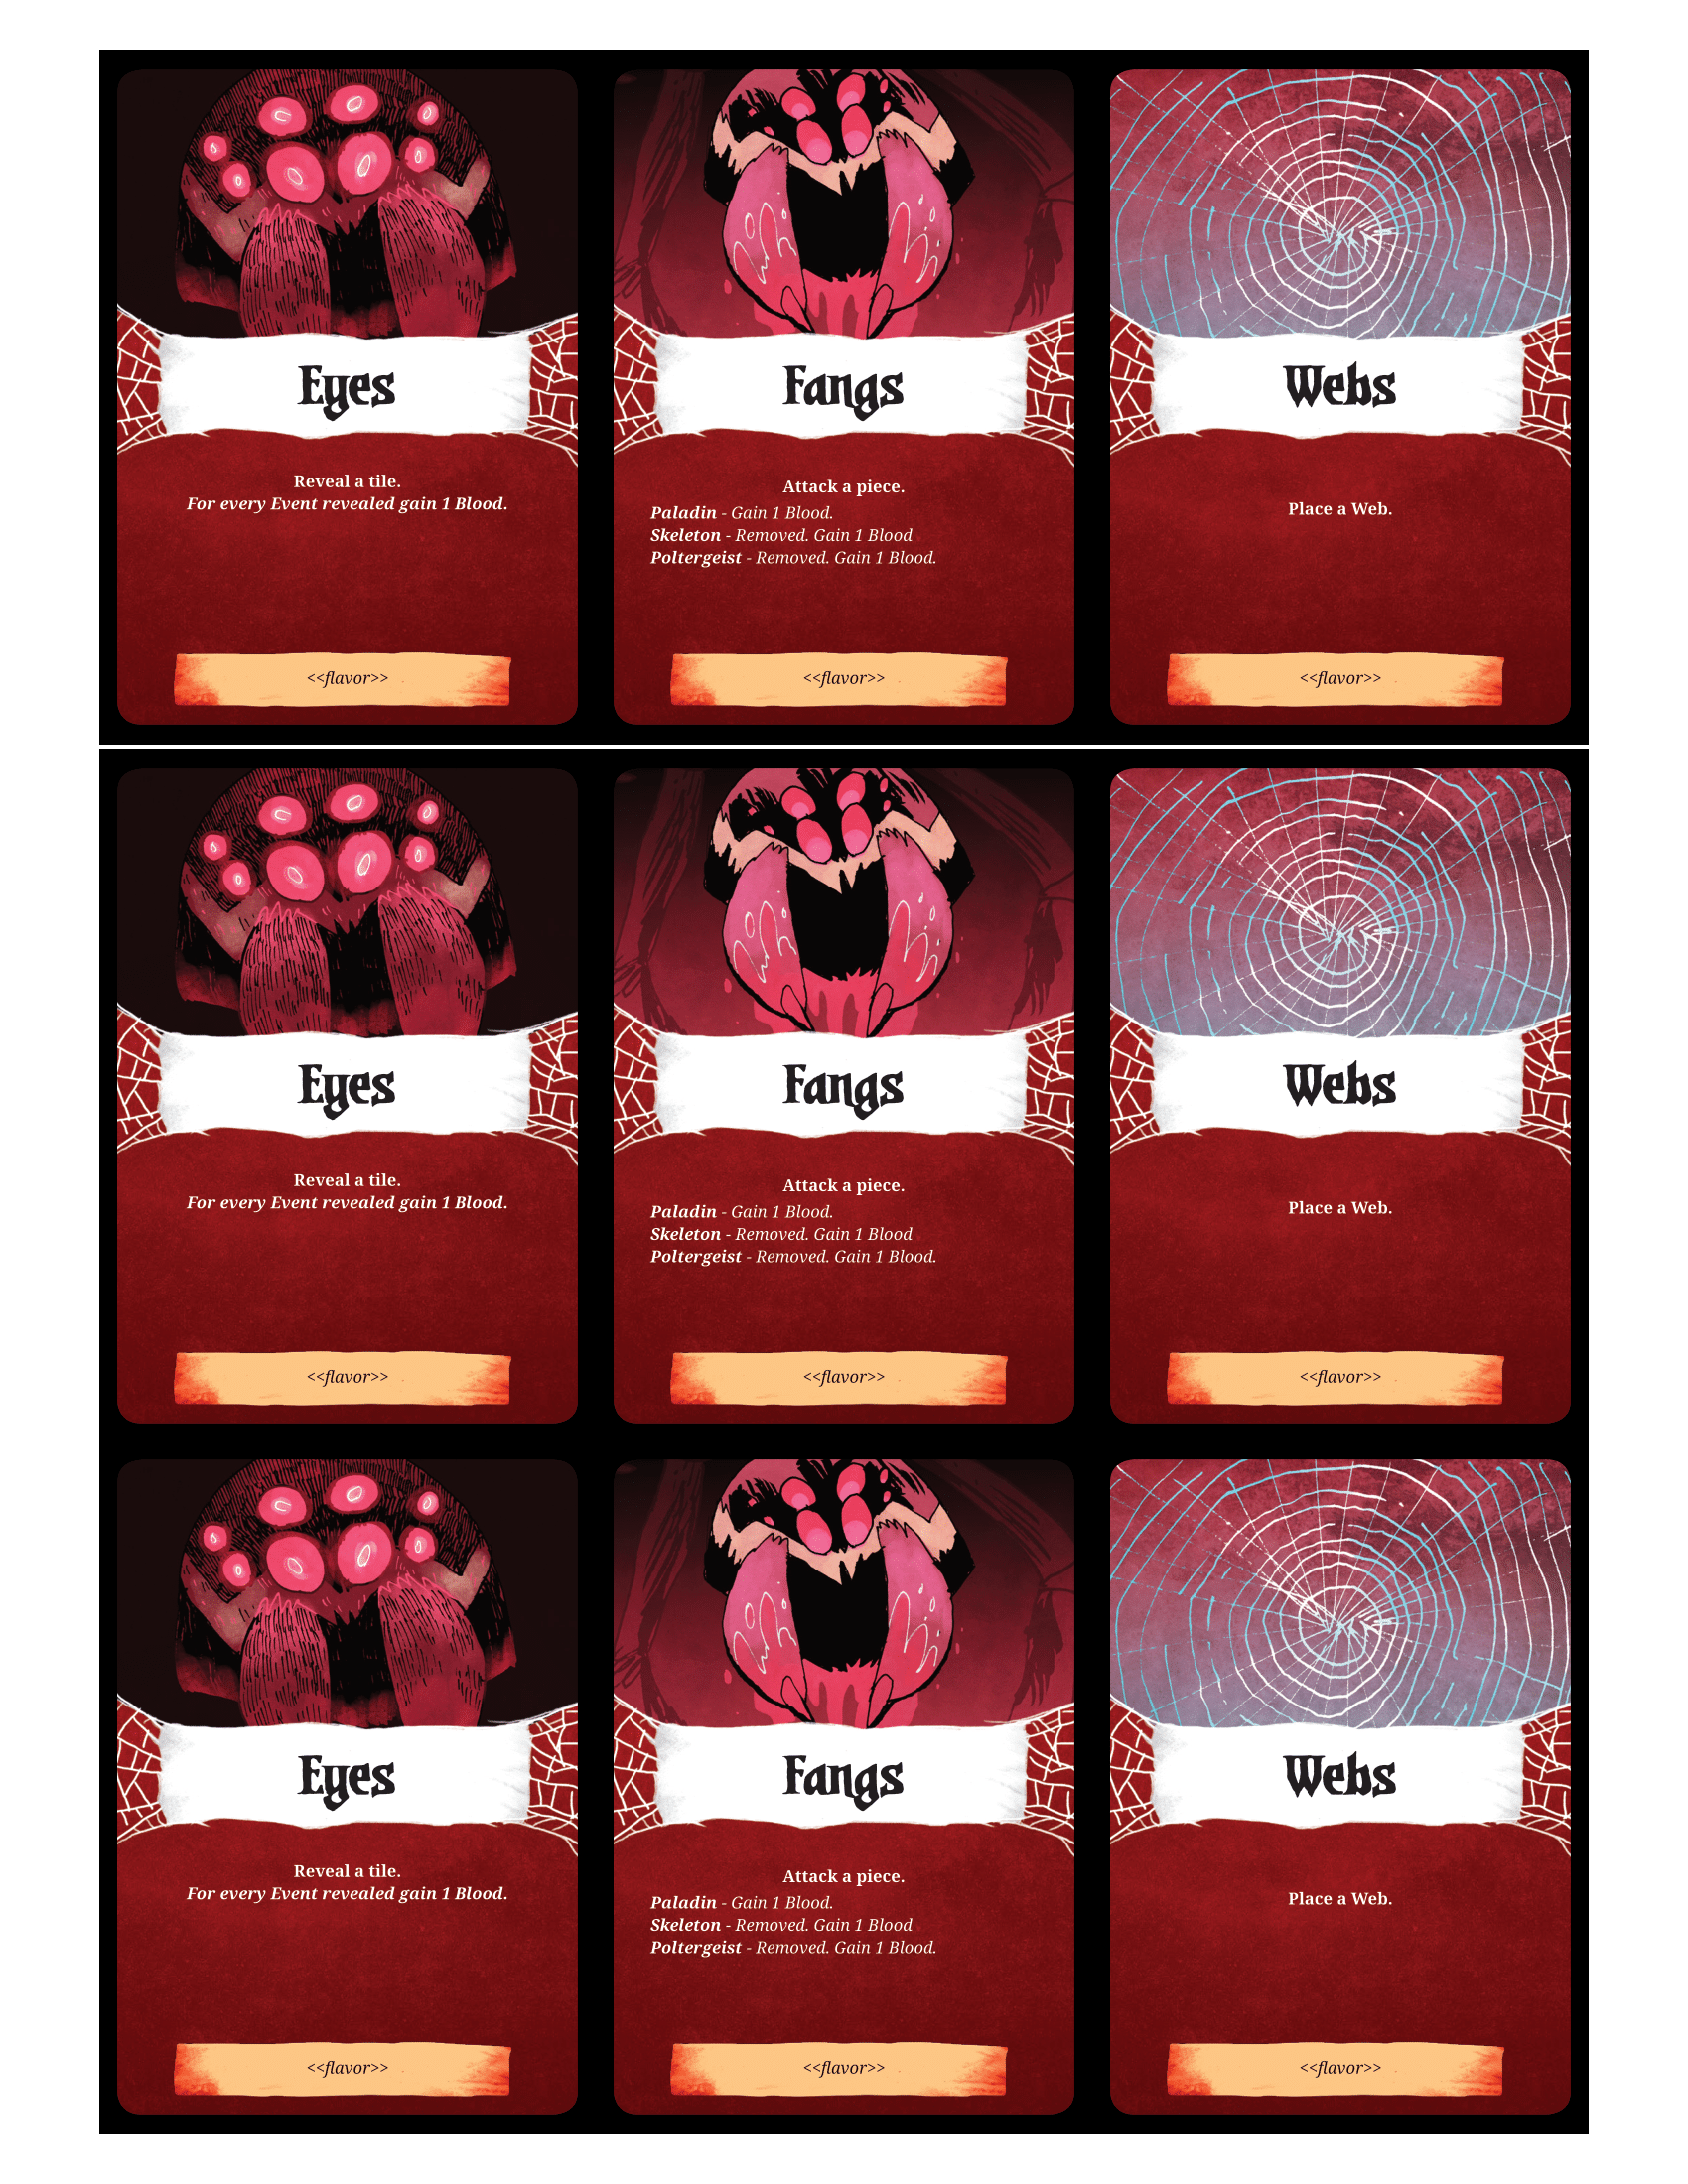 Eyes
Reveal a tile.
For every Event revealed gain 1 Blood.
<<flavor>>
Fangs
Attack a piece.
Paladin - Gain 1 Blood.
Skeleton - Removed. Gain 1 Blood
Poltergeist - Removed. Gain 1 Blood.
<<flavor>>
Webs
Place a Web.
<<flavor>>
Eyes
Reveal a tile.
For every Event revealed gain 1 Blood.
<<flavor>>
Fangs
Attack a piece.
Paladin - Gain 1 Blood.
Skeleton - Removed. Gain 1 Blood
Poltergeist - Removed. Gain 1 Blood.
<<flavor>>
Webs
Place a Web.
<<flavor>>
Eyes
Reveal a tile.
For every Event revealed gain 1 Blood.
<<flavor>>
Fangs
Attack a piece.
Paladin - Gain 1 Blood.
Skeleton - Removed. Gain 1 Blood
Poltergeist - Removed. Gain 1 Blood.
<<flavor>>
Webs
Place a Web.
<<flavor>>